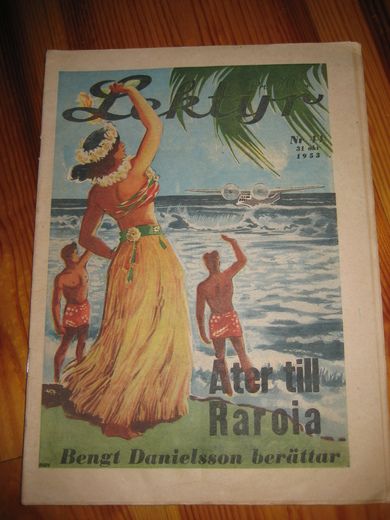 Lektyr
Nr 44
31 okt
1953
Åter till
Raroia
Bengt Danielsson berättar